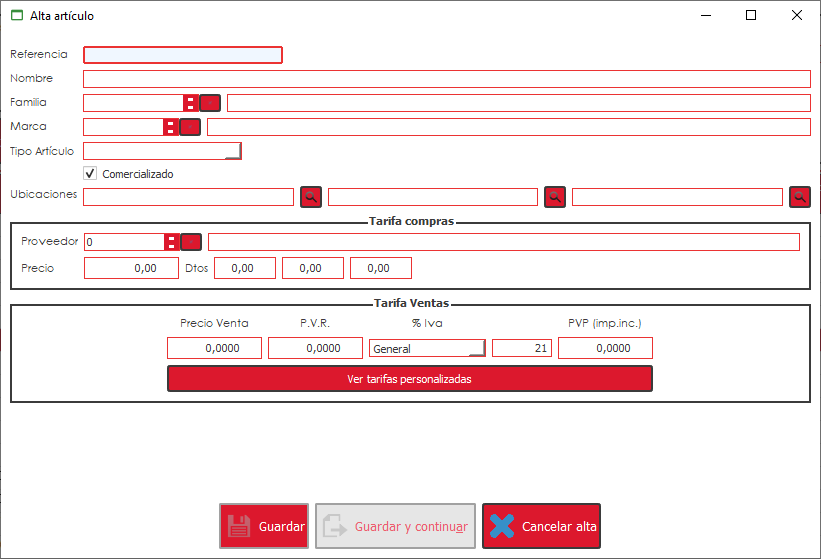 Alta artículo
Referencia
Nombre
Familia
Marca
Tipo Artículo
Comercializado
Ubicaciones
Tarifa compras
Proveedor 0
Precio 0,00 Dtos 0,00 0,00 0,00
Tarifa Ventas
Precio Venta P.V.R. % Iva PVP (imp.inc.)
0,0000 0,0000 General 21 0,0000
Ver tarifas personalizadas
Guardar Guardar y continuar Cancelar alta